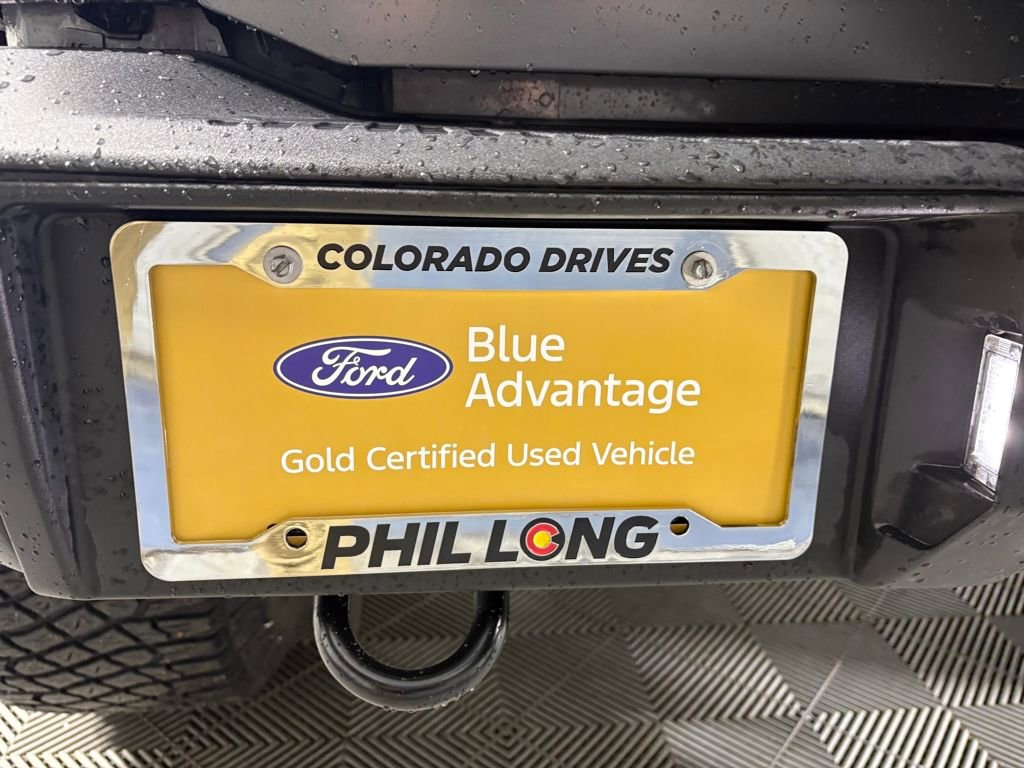 COLORADO DRIVES
Ford
Blue
Advantage
Gold Certified Used Vehicle
PHIL LONG